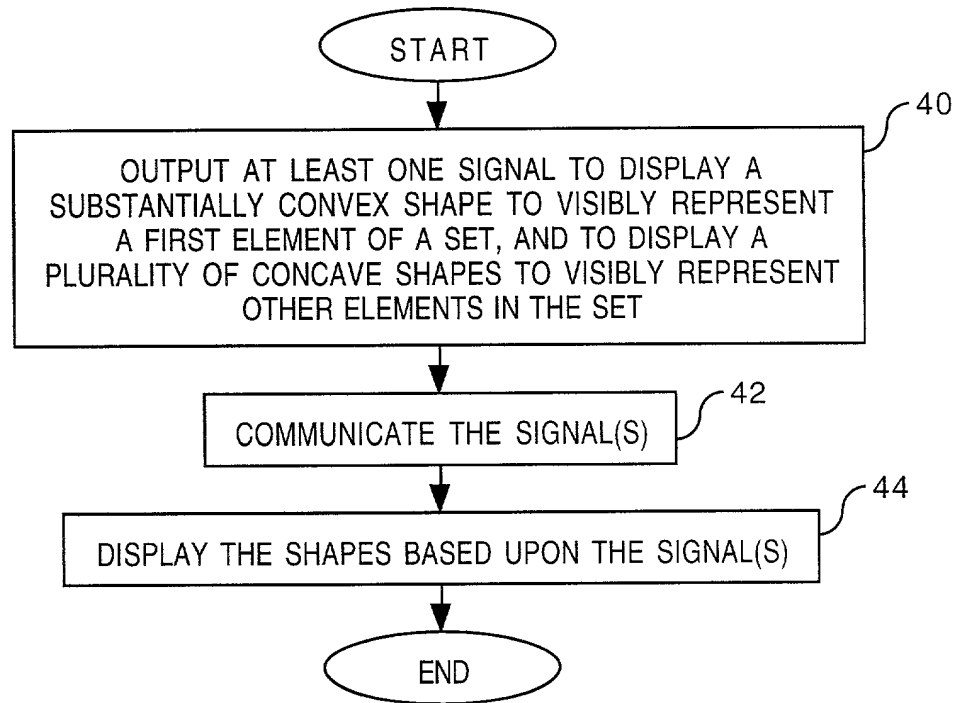 START
40
OUTPUT AT LEAST ONE SIGNAL TO DISPLAY A
SUBSTANTIALLY CONVEX SHAPE TO VISIBLY REPRESENT
A FIRST ELEMENT OF A SET, AND TO DISPLAY A
PLURALITY OF CONCAVE SHAPES TO VISIBLY REPRESENT
OTHER ELEMENTS IN THE SET
42
COMMUNICATE THE SIGNAL(S)
44
DISPLAY THE SHAPES BASED UPON THE SIGNAL(S)
END